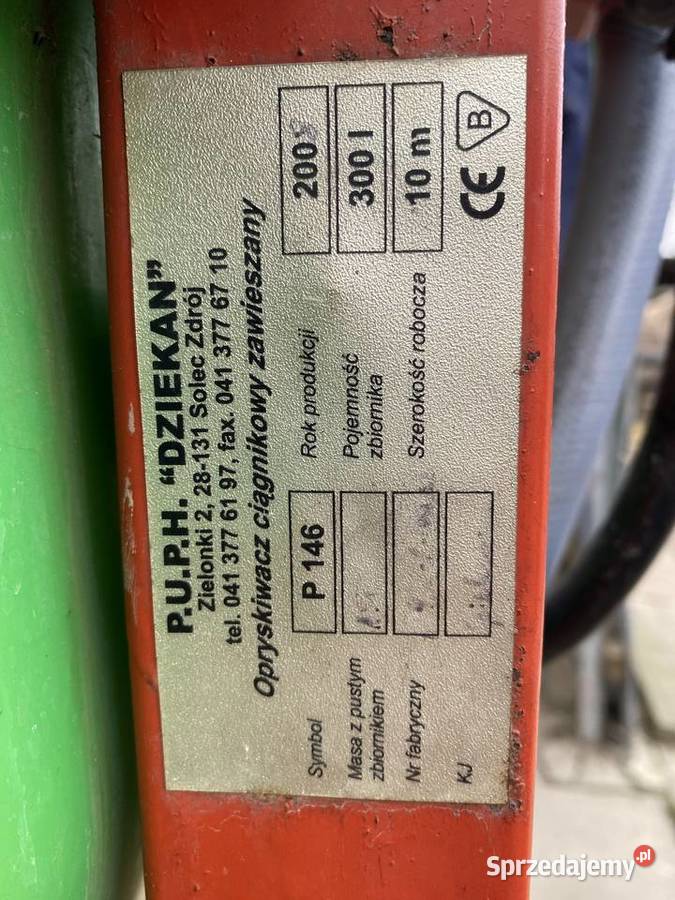 P.U.P.H. “DZIEKAN”
Zielonki 2, 28-131 Solec Zdrój
tel. 041 377 61 97, fax. 041 377 67 10
Opryskiwacz ciągnikowy zawieszany
Symbol P 146 Rok produkcji
Masa z pustym zbiornikiem Pojemność zbiornika 300 l
Nr fabryczny Szerokość robocza 10 m
KJ CE B
Sprzedajemy.pl